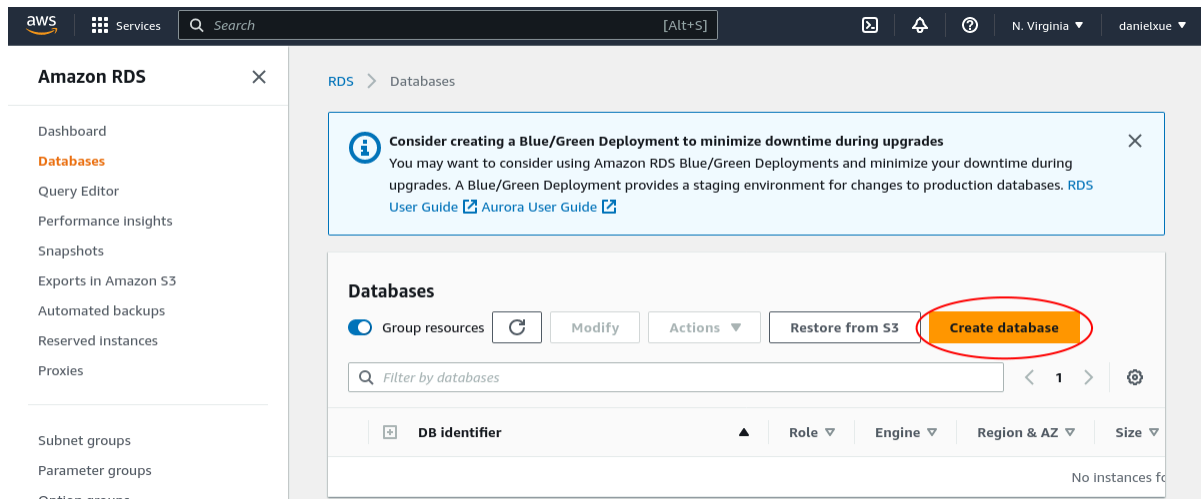 aws Services Search [Alt+S] N. Virginia danielxue
Amazon RDS
Dashboard
Databases
Query Editor
Performance insights
Snapshots
Exports in Amazon S3
Automated backups
Reserved instances
Proxies
Subnet groups
Parameter groups
RDS > Databases
Consider creating a Blue/Green Deployment to minimize downtime during upgrades
You may want to consider using Amazon RDS Blue/Green Deployments and minimize your downtime during
upgrades. A Blue/Green Deployment provides a staging environment for changes to production databases. RDS
User Guide Aurora User Guide
Databases
Group resources Modify Actions Restore from S3 Create database
Filter by databases 1
DB identifier Role Engine Region & AZ Size
No instances